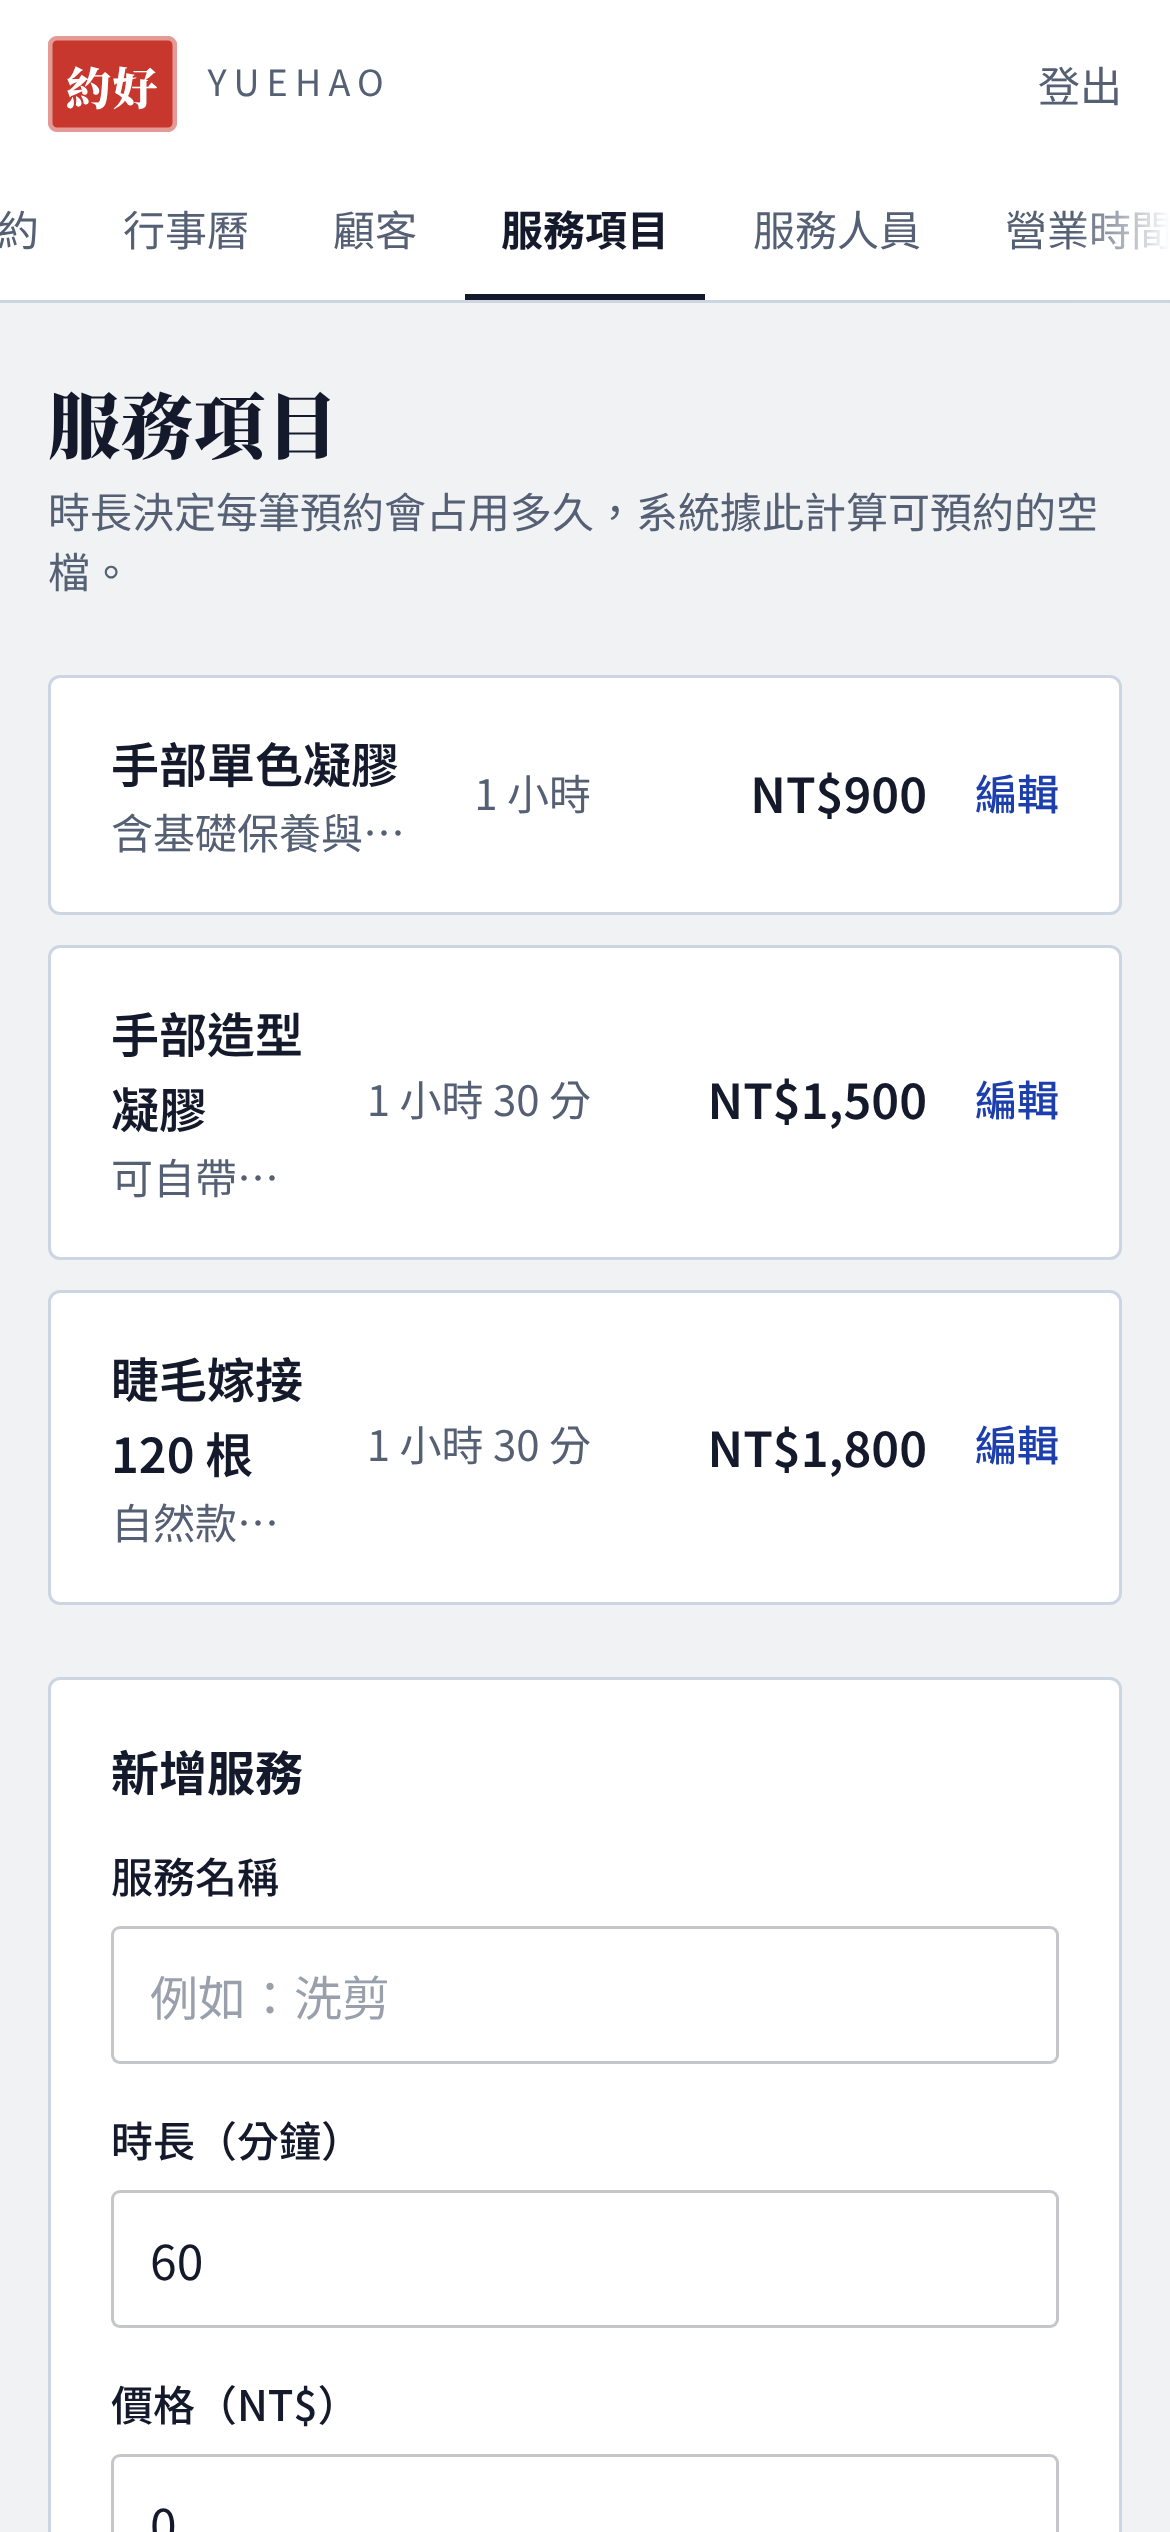 約好 YUEHAO 登出
約 行事曆 顧客 服務項目 服務人員 營業時間
服務項目
時長決定每筆預約會占用多久，系統據此計算可預約的空
檔。
手部單色凝膠
含基礎保養與…
1 小時 NT$900 編輯
手部造型
凝膠
可自帶…
1 小時 30 分 NT$1,500 編輯
睫毛嫁接
120 根
自然款…
1 小時 30 分 NT$1,800 編輯
新增服務
服務名稱
例如：洗剪
時長（分鐘）
60
價格（NT$）
0